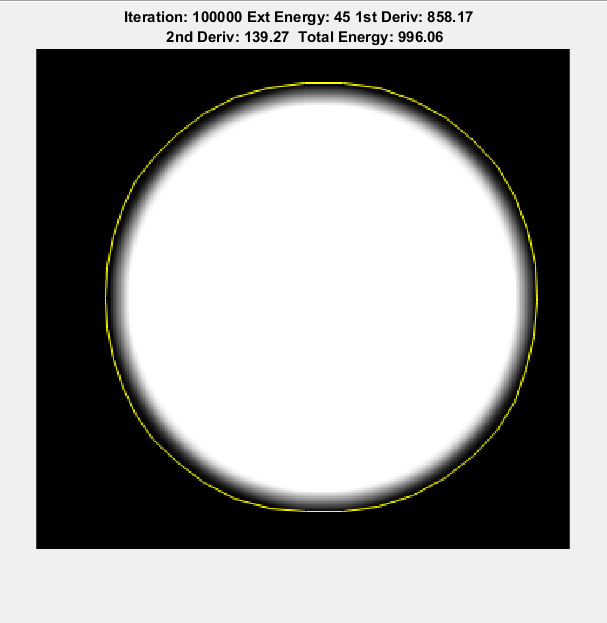 Iteration: 100000 Ext Energy: 45 1st Deriv: 858.17
2nd Deriv: 139.27  Total Energy: 996.06